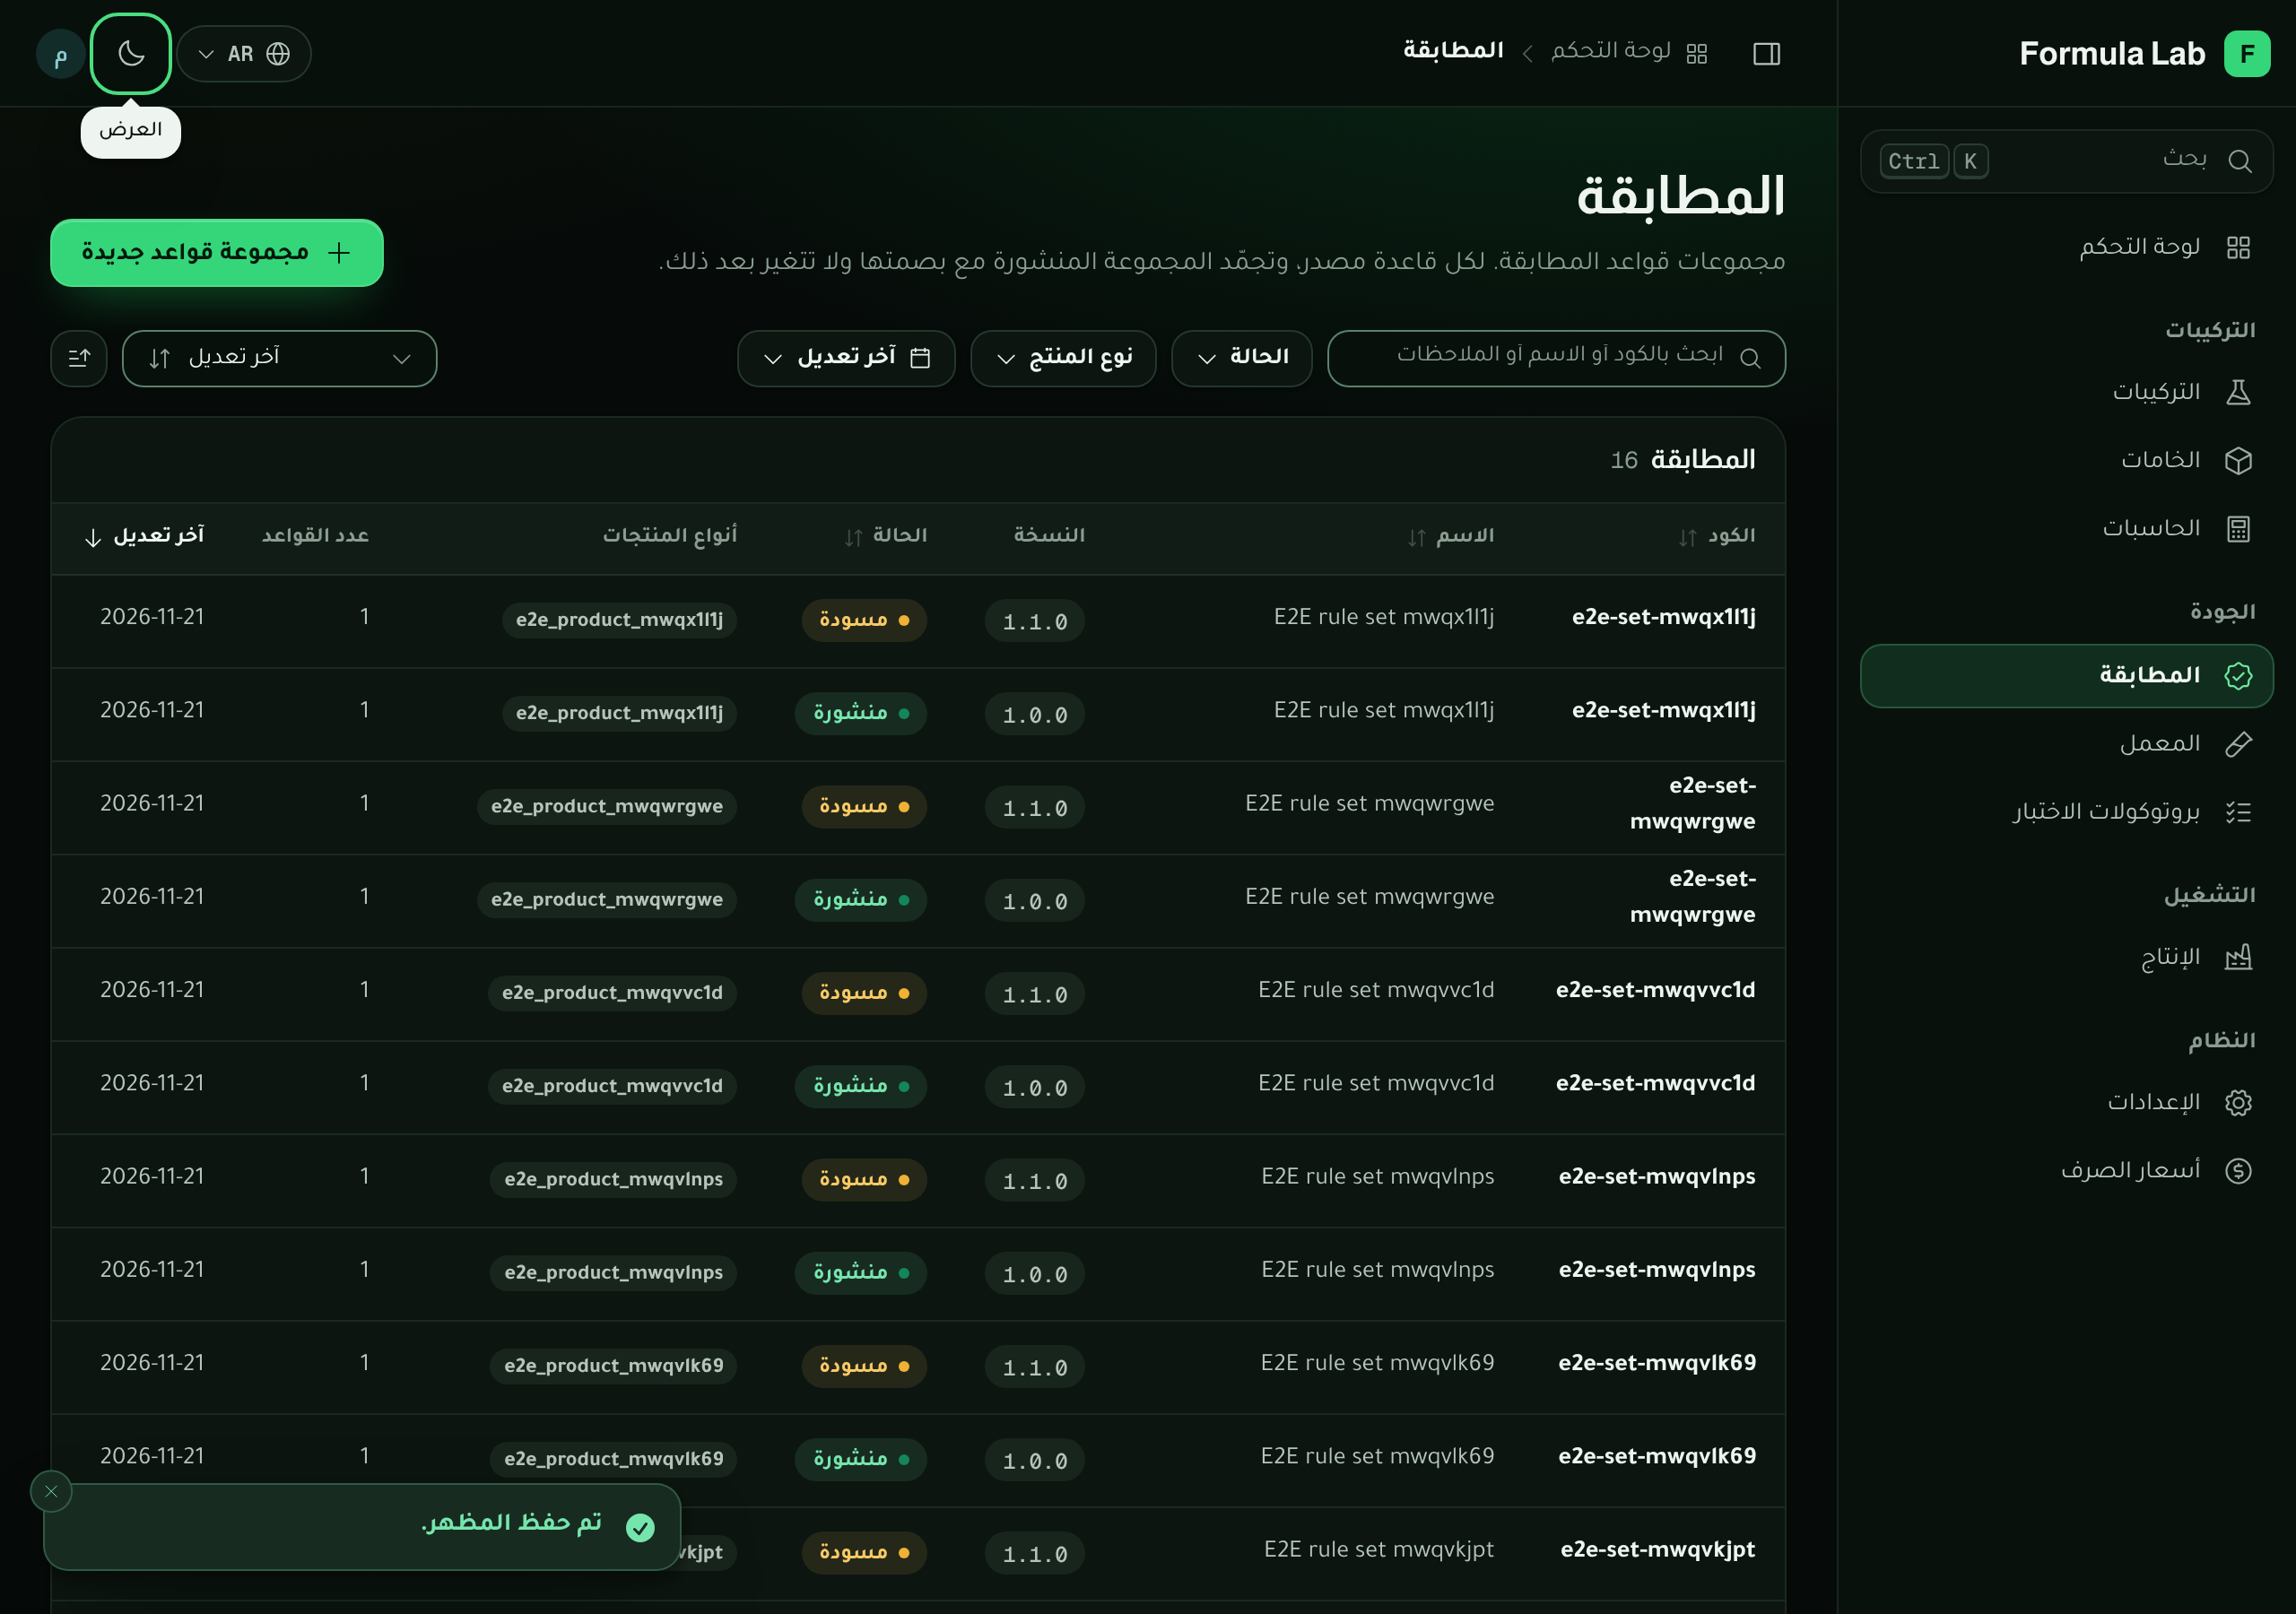 Formula Lab
F
بحث
Ctrl K
لوحة التحكم
التركيبات
التركيبات
الخامات
الحاسبات
الجودة
المطابقة
المعمل
بروتوكولات الاختبار
التشغيل
الإنتاج
النظام
الإعدادات
أسعار الصرف
لوحة التحكم
المطابقة
AR
م
العرض
المطابقة
مجموعات قواعد المطابقة. لكل قاعدة مصدر، وتجمّد المجموعة المنشورة مع بصمتها ولا تتغير بعد ذلك.
مجموعة قواعد جديدة
ابحث بالكود أو الاسم أو الملاحظات
الحالة
نوع المنتج
آخر تعديل
آخر تعديل
المطابقة 16
الكود الاسم النسخة الحالة أنواع المنتجات عدد القواعد آخر تعديل
e2e-set-mwqx1l1j E2E rule set mwqx1l1j 1.1.0 مسودة e2e_product_mwqx1l1j 1 2026-11-21
e2e-set-mwqx1l1j E2E rule set mwqx1l1j 1.0.0 منشورة e2e_product_mwqx1l1j 1 2026-11-21
e2e-set-
mwqwrgwe E2E rule set mwqwrgwe 1.1.0 مسودة e2e_product_mwqwrgwe 1 2026-11-21
e2e-set-
mwqwrgwe E2E rule set mwqwrgwe 1.0.0 منشورة e2e_product_mwqwrgwe 1 2026-11-21
e2e-set-mwqvvc1d E2E rule set mwqvvc1d 1.1.0 مسودة e2e_product_mwqvvc1d 1 2026-11-21
e2e-set-mwqvvc1d E2E rule set mwqvvc1d 1.0.0 منشورة e2e_product_mwqvvc1d 1 2026-11-21
e2e-set-mwqvlnps E2E rule set mwqvlnps 1.1.0 مسودة e2e_product_mwqvlnps 1 2026-11-21
e2e-set-mwqvlnps E2E rule set mwqvlnps 1.0.0 منشورة e2e_product_mwqvlnps 1 2026-11-21
e2e-set-mwqvlk69 E2E rule set mwqvlk69 1.1.0 مسودة e2e_product_mwqvlk69 1 2026-11-21
e2e-set-mwqvlk69 E2E rule set mwqvlk69 1.0.0 منشورة e2e_product_mwqvlk69 1 2026-11-21
e2e-set-mwqvkjpt E2E rule set mwqvkjpt 1.1.0 مسودة vkjpt
تم حفظ المظهر.